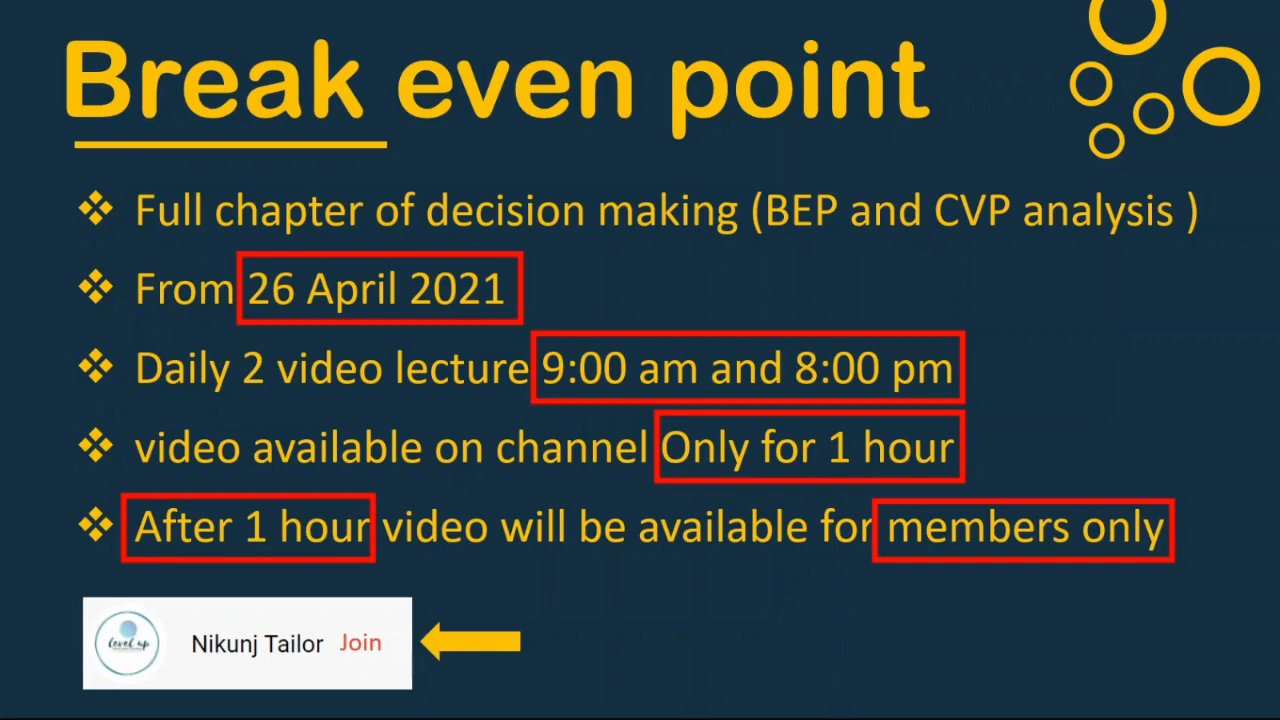 Break even point
Full chapter of decision making (BEP and CVP analysis )
From 26 April 2021
Daily 2 video lecture 9:00 am and 8:00 pm
video available on channel Only for 1 hour
After 1 hour video will be available for members only
level up
Nikunj Tailor Join